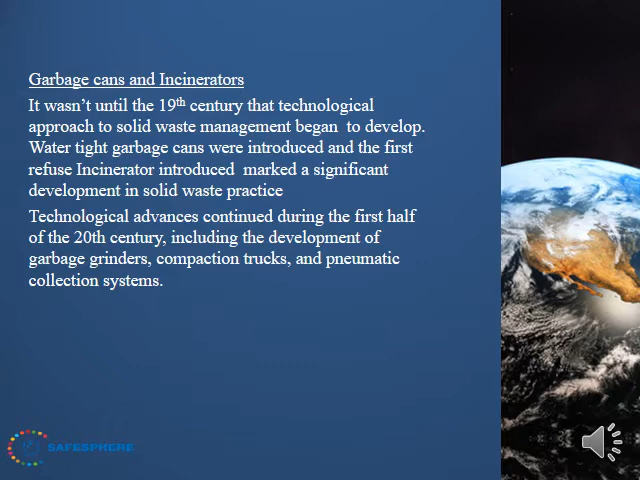 Garbage cans and Incinerators
It wasn’t until the 19th century that technological
approach to solid waste management began  to develop.
Water tight garbage cans were introduced and the first
refuse Incinerator introduced  marked a significant
development in solid waste practice
Technological advances continued during the first half
of the 20th century, including the development of
garbage grinders, compaction trucks, and pneumatic
collection systems.
SAFESPHERE